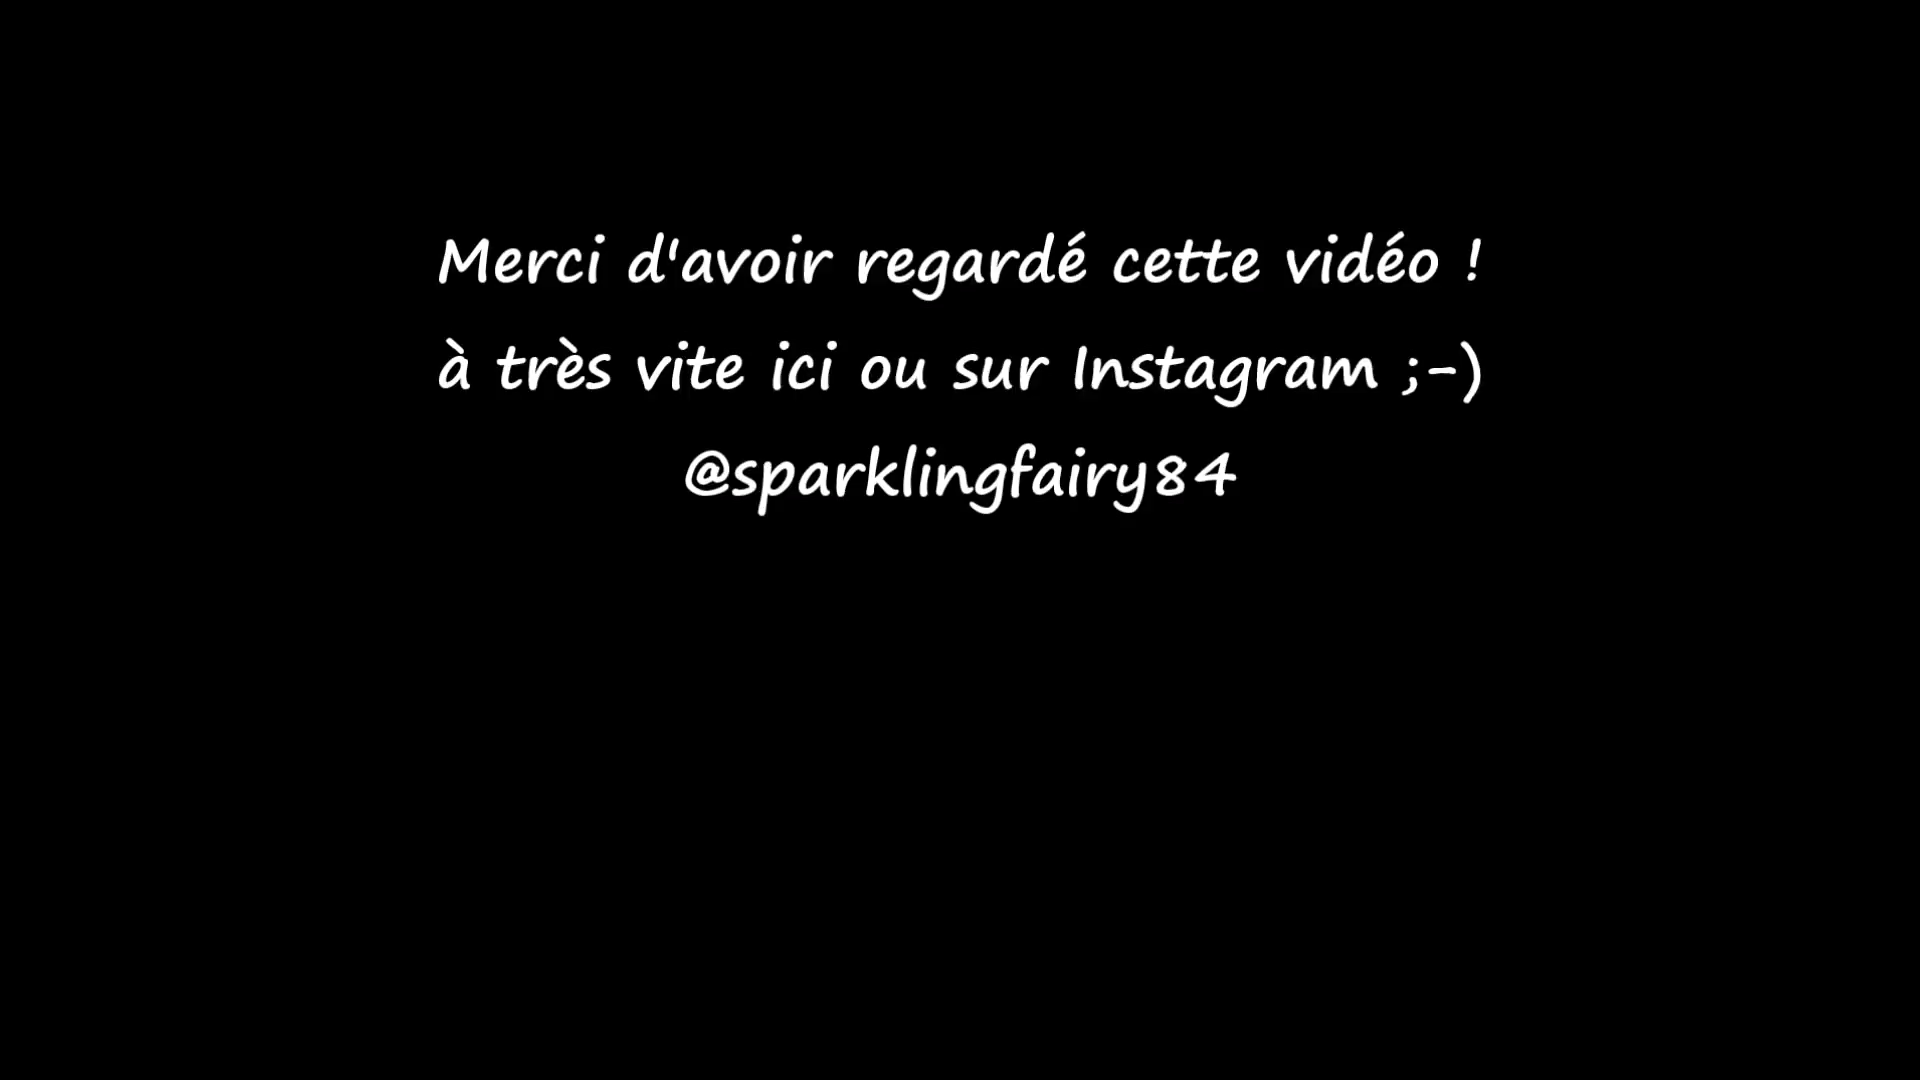 Merci d'avoir regardé cette vidéo !
à très vite ici ou sur Instagram ;-)
@sparklingfairy84